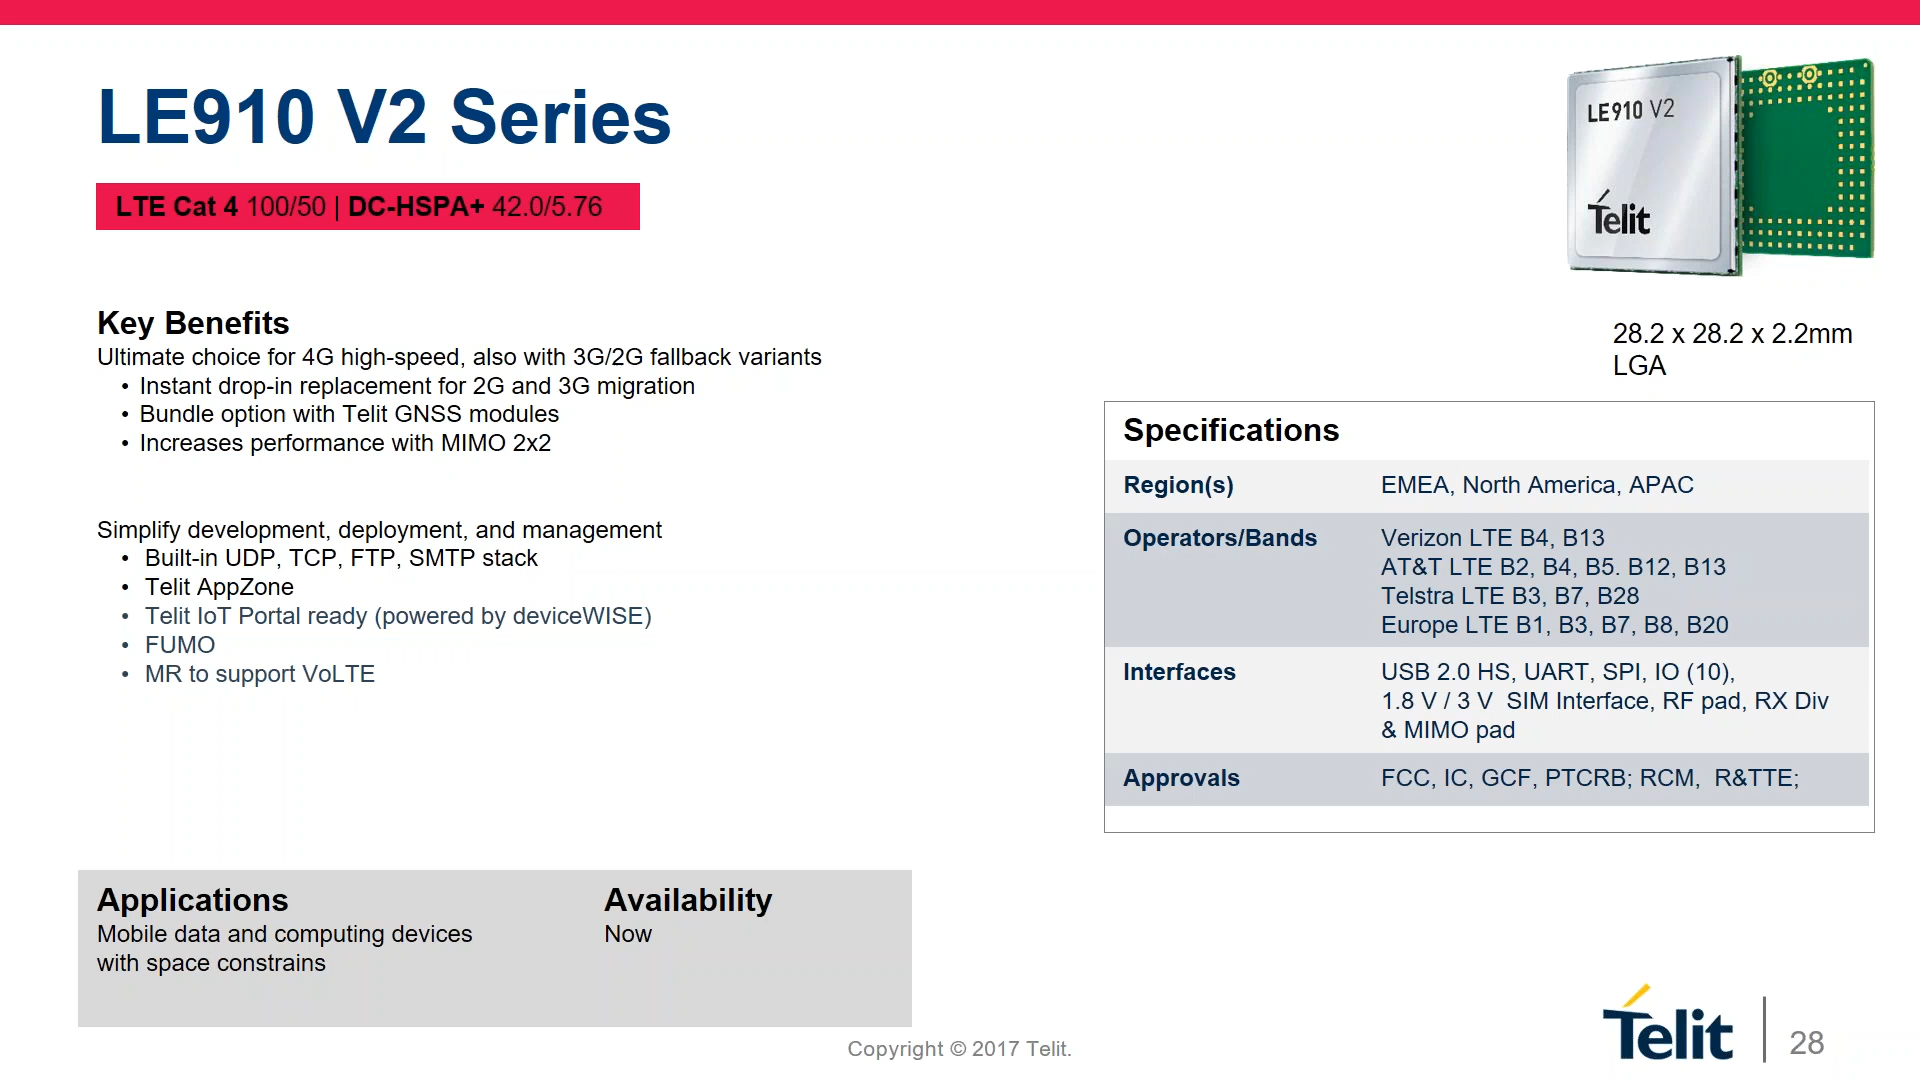 LE910 V2 Series
LTE Cat 4 100/50 | DC-HSPA+ 42.0/5.76
LE910 V2
Telit
28.2 x 28.2 x 2.2mm
LGA
Key Benefits
Ultimate choice for 4G high-speed, also with 3G/2G fallback variants
• Instant drop-in replacement for 2G and 3G migration
• Bundle option with Telit GNSS modules
• Increases performance with MIMO 2x2
Simplify development, deployment, and management
• Built-in UDP, TCP, FTP, SMTP stack
• Telit AppZone
• Telit IoT Portal ready (powered by deviceWISE)
• FUMO
• MR to support VoLTE
Specifications
Region(s) EMEA, North America, APAC
Operators/Bands Verizon LTE B4, B13
AT&T LTE B2, B4, B5. B12, B13
Telstra LTE B3, B7, B28
Europe LTE B1, B3, B7, B8, B20
Interfaces USB 2.0 HS, UART, SPI, IO (10),
1.8 V / 3 V  SIM Interface, RF pad, RX Div
& MIMO pad
Approvals FCC, IC, GCF, PTCRB; RCM,  R&TTE;
Applications
Mobile data and computing devices
with space constrains
Availability
Now
Copyright © 2017 Telit.
Telit
28